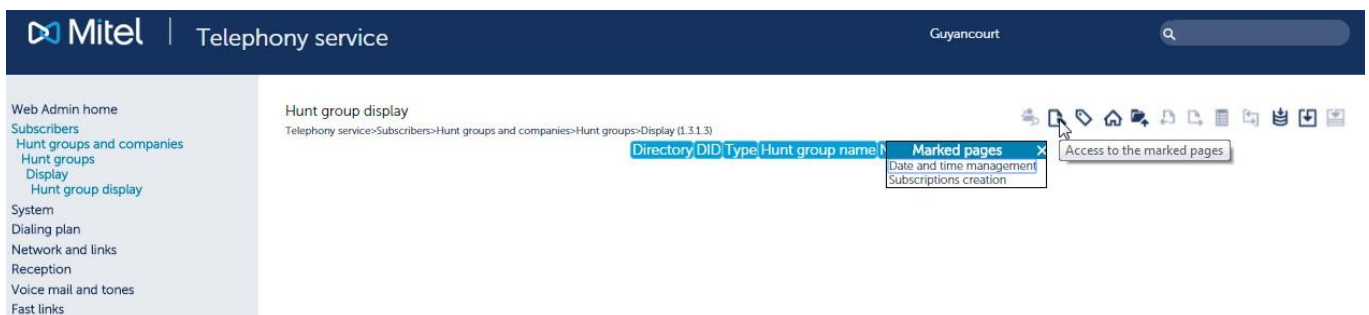 Mitel | Telephony service
Guyancourt
Web Admin home
Subscribers
Hunt groups and companies
Hunt groups
Display
Hunt group display
System
Dialing plan
Network and links
Reception
Voice mail and tones
Fast links
Hunt group display
Telephony service>Subscribers>Hunt groups and companies>Hunt groups>Display (1.3.1.3)
Directory DID Type Hunt group name N
Marked pages X
Date and time management
Subscriptions creation
Access to the marked pages